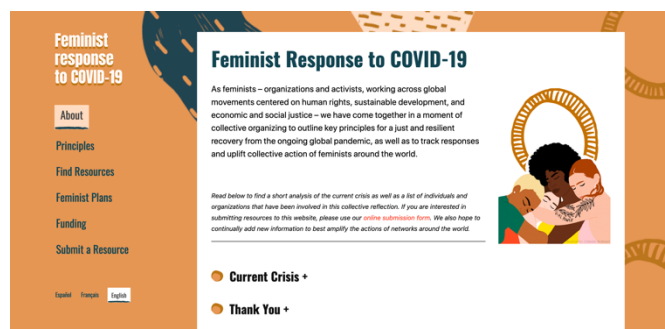 Feminist
response
to COVID-19
About
Principles
Find Resources
Feminist Plans
Funding
Submit a Resource
Español Français English
Feminist Response to COVID-19
As feminists – organizations and activists, working across global
movements centered on human rights, sustainable development, and
economic and social justice – we have come together in a moment of
collective organizing to outline key principles for a just and resilient
recovery from the ongoing global pandemic, as well as to track responses
and uplift collective action of feminists around the world.
Read below to find a short analysis of the current crisis as well as a list of individuals and
organizations that have been involved in this collective reflection. If you are interested in
submitting resources to this website, please use our online submission form. We also hope to
continually add new information to best amplify the actions of networks around the world.
Current Crisis +
Thank You +